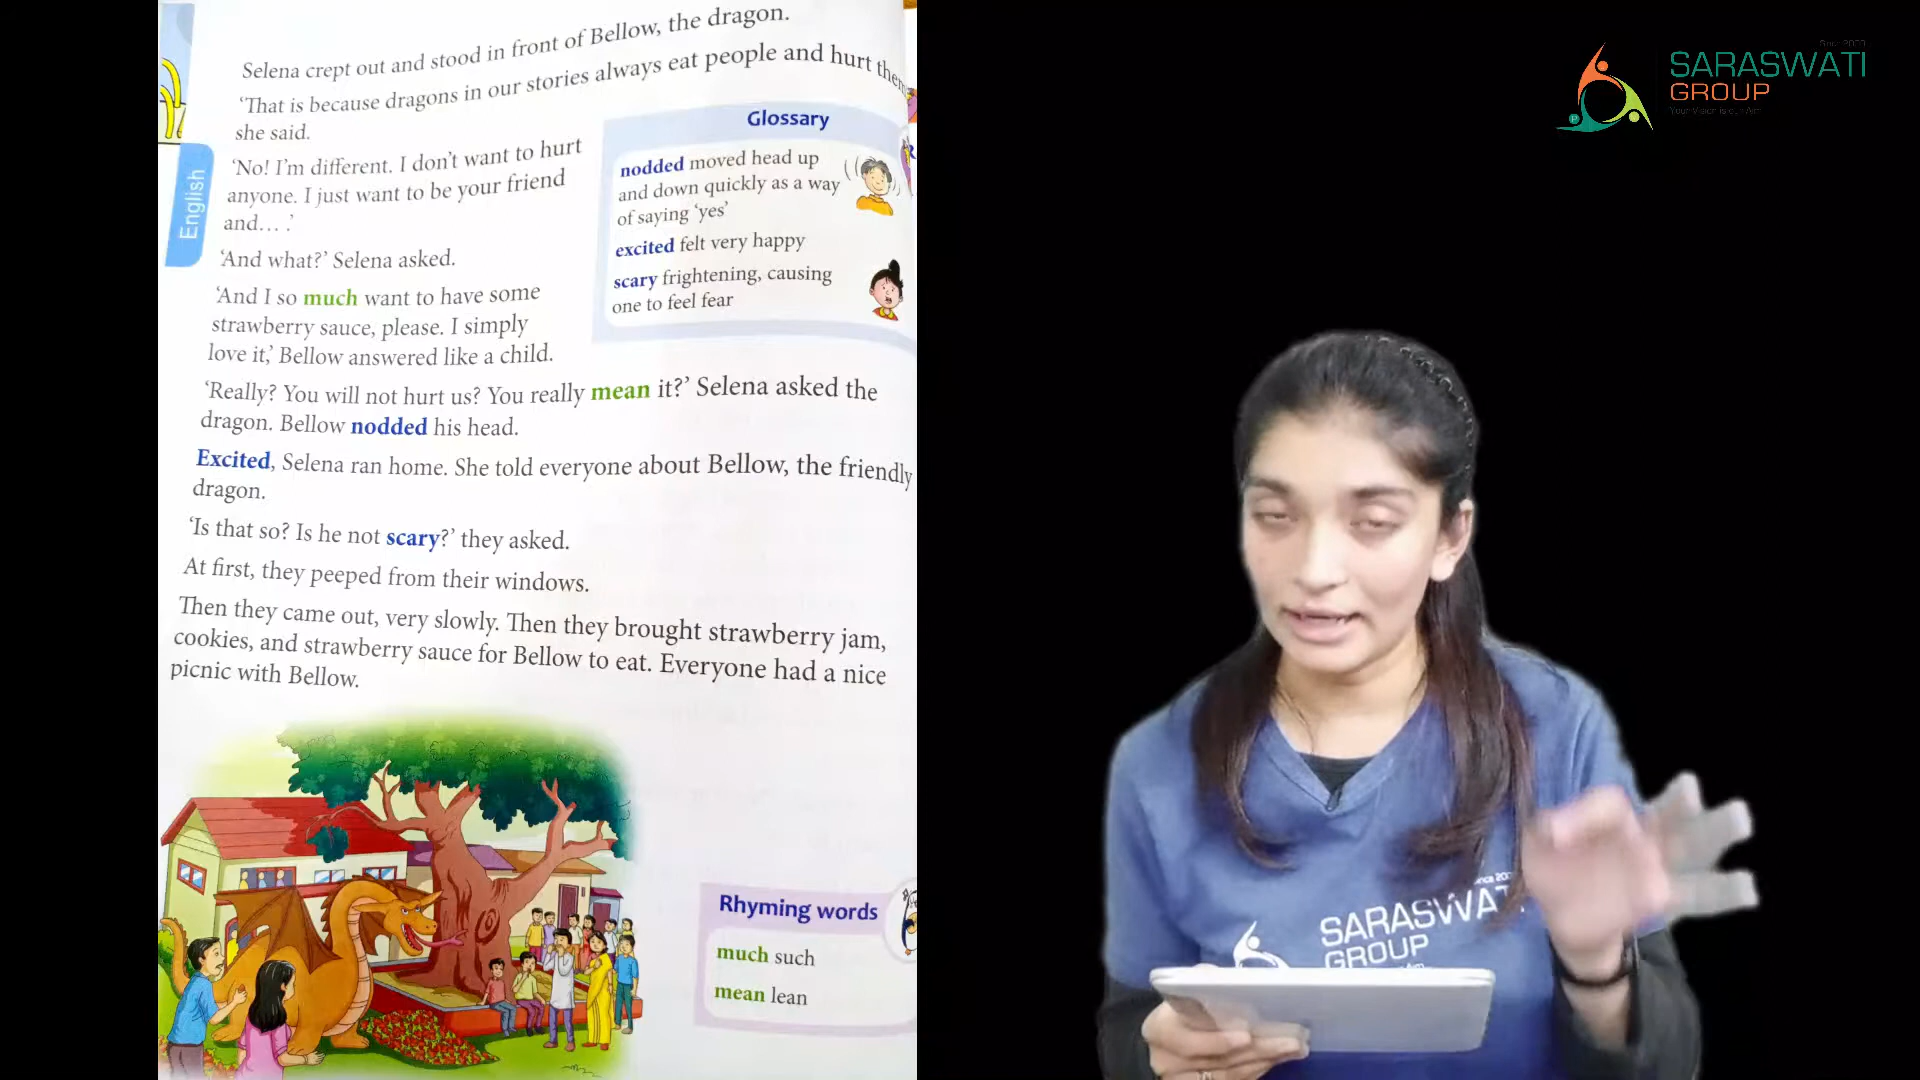 Selena crept out and stood in front of Bellow, the dragon.
‘That is because dragons in our stories always eat people and hurt them,
she said.
‘No! I’m different. I don’t want to hurt
anyone. I just want to be your friend
and… .’
‘And what?’ Selena asked.
‘And I so much want to have some
strawberry sauce, please. I simply
love it,’ Bellow answered like a child.
‘Really? You will not hurt us? You really mean it?’ Selena asked the
dragon. Bellow nodded his head.
Excited, Selena ran home. She told everyone about Bellow, the friendly
dragon.
‘Is that so? Is he not scary?’ they asked.
At first, they peeped from their windows.
Then they came out, very slowly. Then they brought strawberry jam,
cookies, and strawberry sauce for Bellow to eat. Everyone had a nice
picnic with Bellow.
English
Glossary
nodded moved head up
and down quickly as a way
of saying ‘yes’
excited felt very happy
scary frightening, causing
one to feel fear
Rhyming words
much such
mean lean
SARASWATI
GROUP
Your Vision is our Aim
SARASWAT
GROUP